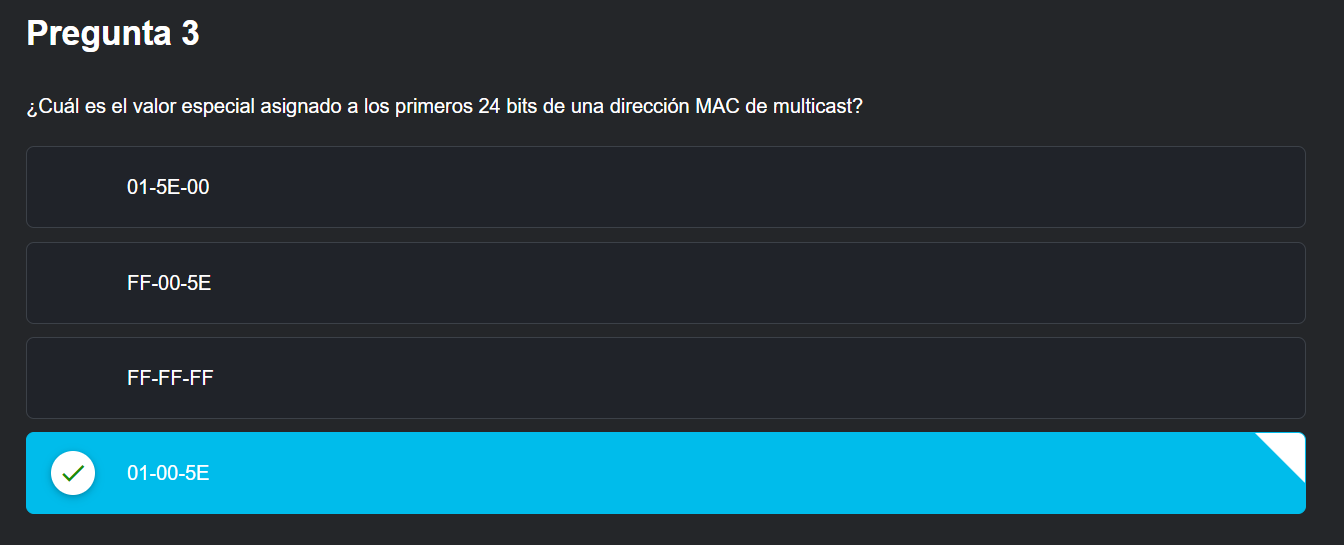 Pregunta 3
¿Cuál es el valor especial asignado a los primeros 24 bits de una dirección MAC de multicast?
01-5E-00
FF-00-5E
FF-FF-FF
01-00-5E